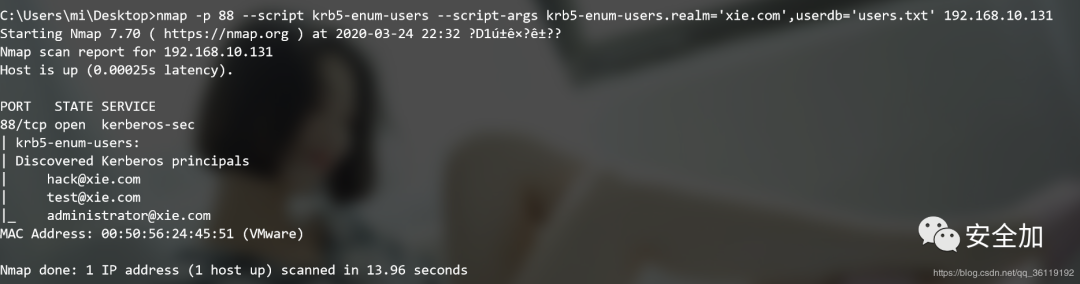 C:\Users\mi\Desktop>nmap -p 88 --script krb5-enum-users --script-args krb5-enum-users.realm='xie.com',userdb='users.txt' 192.168.10.131
Starting Nmap 7.70 ( https://nmap.org ) at 2020-03-24 22:32 ?D1ú±ê×?ê±??
Nmap scan report for 192.168.10.131
Host is up (0.00025s latency).
PORT   STATE SERVICE
88/tcp open  kerberos-sec
| krb5-enum-users:
| Discovered Kerberos principals
|     hack@xie.com
|     test@xie.com
|_    administrator@xie.com
MAC Address: 00:50:56:24:45:51 (VMware)
安全加
Nmap done: 1 IP address (1 host up) scanned in 13.96 seconds
https://blog.csdn.net/qq_36119192